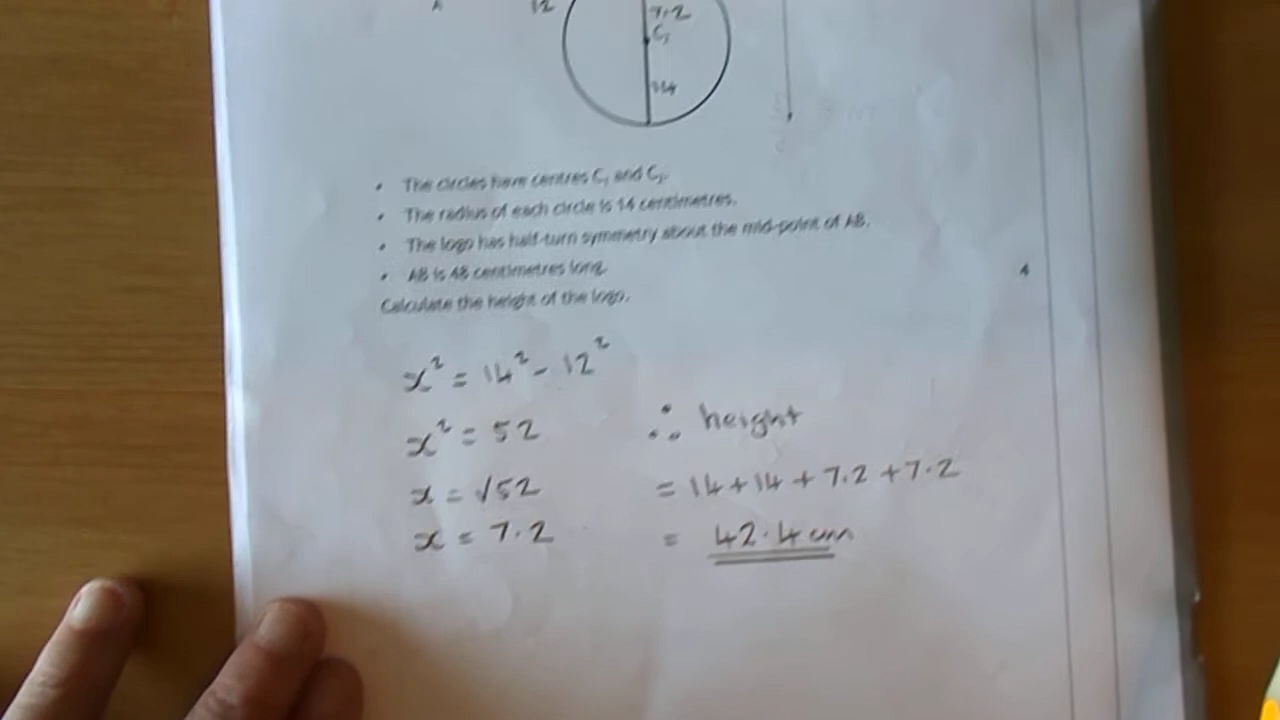 A
12
7.2
C₁
14
• The circles have centres C₁ and C₂.
• The radius of each circle is 14 centimetres.
• The logo has half-turn symmetry about the mid-point of AB.
• AB is 48 centimetres long.
Calculate the height of the logo.
4
x² = 14² - 12²
x² = 52
x = √52
x = 7.2
∴ height
= 14 + 14 + 7.2 + 7.2
= 42.4 cm